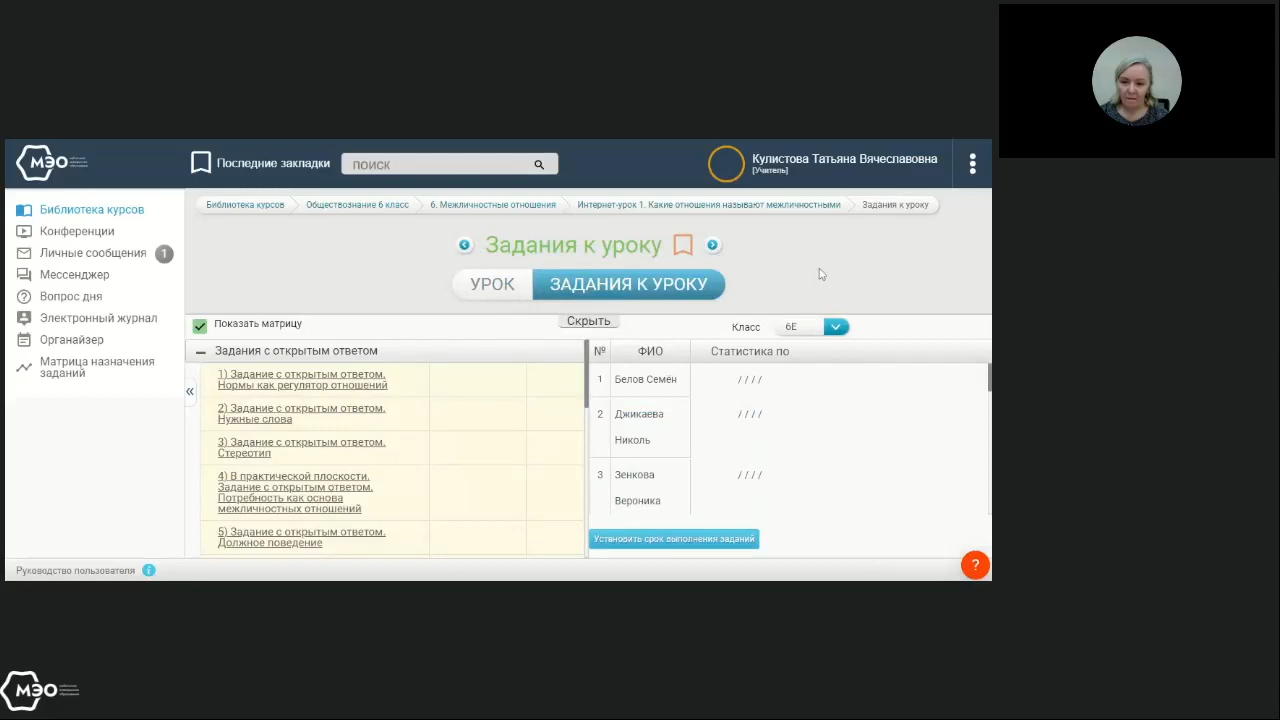 МЭО
Последние закладки
ПОИСК
Кулистова Татьяна Вячеславовна
[Учитель]
Библиотека курсов
Конференции
Личные сообщения 1
Мессенджер
Вопрос дня
Электронный журнал
Органайзер
Матрица назначения
заданий
Библиотека курсов
Обществознание 6 класс
6. Межличностные отношения
Интернет-урок 1. Какие отношения называют межличностными
Задания к уроку
Задания к уроку
УРОК
ЗАДАНИЯ К УРОКУ
Показать матрицу
Скрыть
Класс
6Е
Задания с открытым ответом
1) Задание с открытым ответом.
Нормы как регулятор отношений
2) Задание с открытым ответом.
Нужные слова
3) Задание с открытым ответом.
Стереотип
4) В практической плоскости.
Задание с открытым ответом.
Потребность как основа
межличностных отношений
5) Задание с открытым ответом.
Должное поведение
№ ФИО Статистика по
1 Белов Семён / / / /
2 Джикаева / / / /
Николь
3 Зенкова / / / /
Вероника
Установить срок выполнения заданий
Руководство пользователя i
?
МЭО